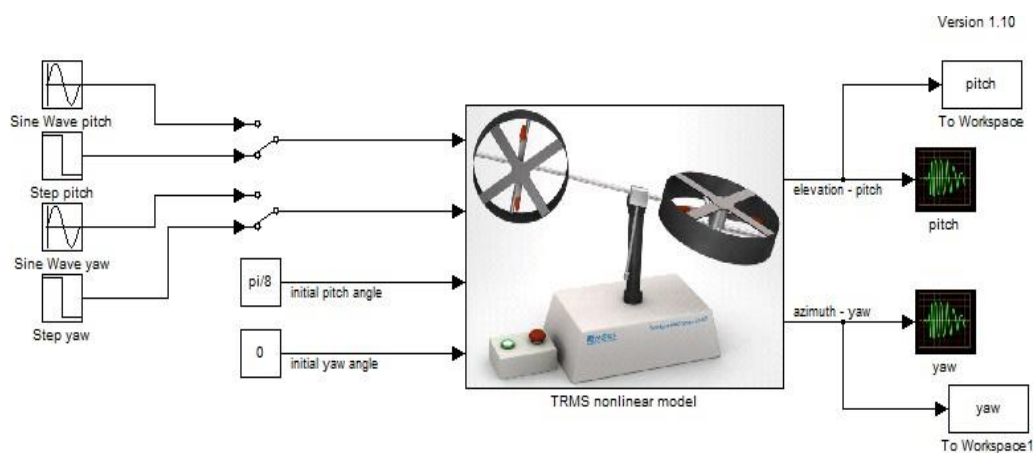 Version 1.10
Sine Wave pitch
Step pitch
Sine Wave yaw
Step yaw
pi/8
initial pitch angle
0
initial yaw angle
TRMS nonlinear model
elevation - pitch
azimuth - yaw
pitch
To Workspace
pitch
yaw
yaw
To Workspace1